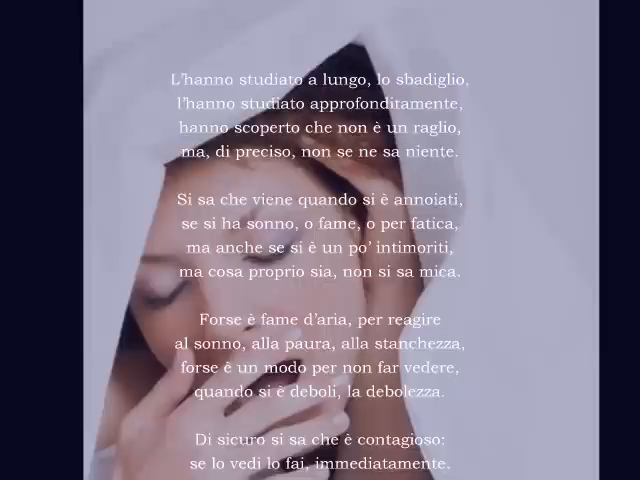 L'hanno studiato a lungo, lo sbadiglio,
l'hanno studiato approfonditamente,
hanno scoperto che non è un raglio,
ma, di preciso, non se ne sa niente.
Si sa che viene quando si è annoiati,
se si ha sonno, o fame, o per fatica,
ma anche se si è un po' intimoriti,
ma cosa proprio sia, non si sa mica.
Forse è fame d'aria, per reagire
al sonno, alla paura, alla stanchezza,
forse è un modo per non far vedere,
quando si è deboli, la debolezza.
Di sicuro si sa che è contagioso:
se lo vedi lo fai, immediatamente.